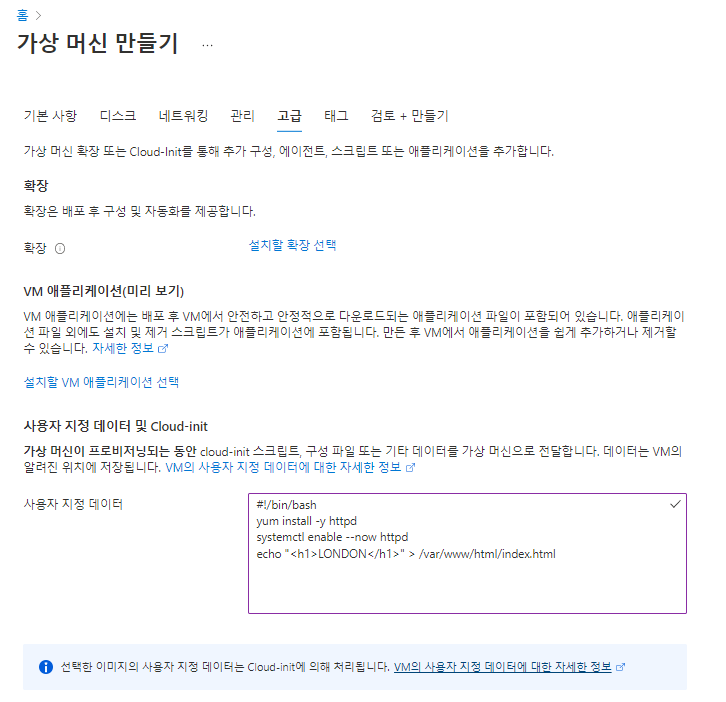 홈 >
가상 머신 만들기 ...
기본 사항 디스크 네트워킹 관리 고급 태그 검토 + 만들기
가상 머신 확장 또는 Cloud-Init를 통해 추가 구성, 에이전트, 스크립트 또는 애플리케이션을 추가합니다.
확장
확장은 배포 후 구성 및 자동화를 제공합니다.
확장 설치할 확장 선택
VM 애플리케이션(미리 보기)
VM 애플리케이션에는 배포 후 VM에서 안전하고 안정적으로 다운로드되는 애플리케이션 파일이 포함되어 있습니다. 애플리케이
션 파일 외에도 설치 및 제거 스크립트가 애플리케이션에 포함됩니다. 만든 후 VM에서 애플리케이션을 쉽게 추가하거나 제거할
수 있습니다. 자세한 정보
설치할 VM 애플리케이션 선택
사용자 지정 데이터 및 Cloud-init
가상 머신이 프로비저닝되는 동안 cloud-init 스크립트, 구성 파일 또는 기타 데이터를 가상 머신으로 전달합니다. 데이터는 VM의
알려진 위치에 저장됩니다. VM의 사용자 지정 데이터에 대한 자세한 정보
사용자 지정 데이터 #!/bin/bash
yum install -y httpd
systemctl enable --now httpd
echo "<h1>LONDON</h1>" > /var/www/html/index.html
선택한 이미지의 사용자 지정 데이터는 Cloud-init에 의해 처리됩니다. VM의 사용자 지정 데이터에 대한 자세한 정보